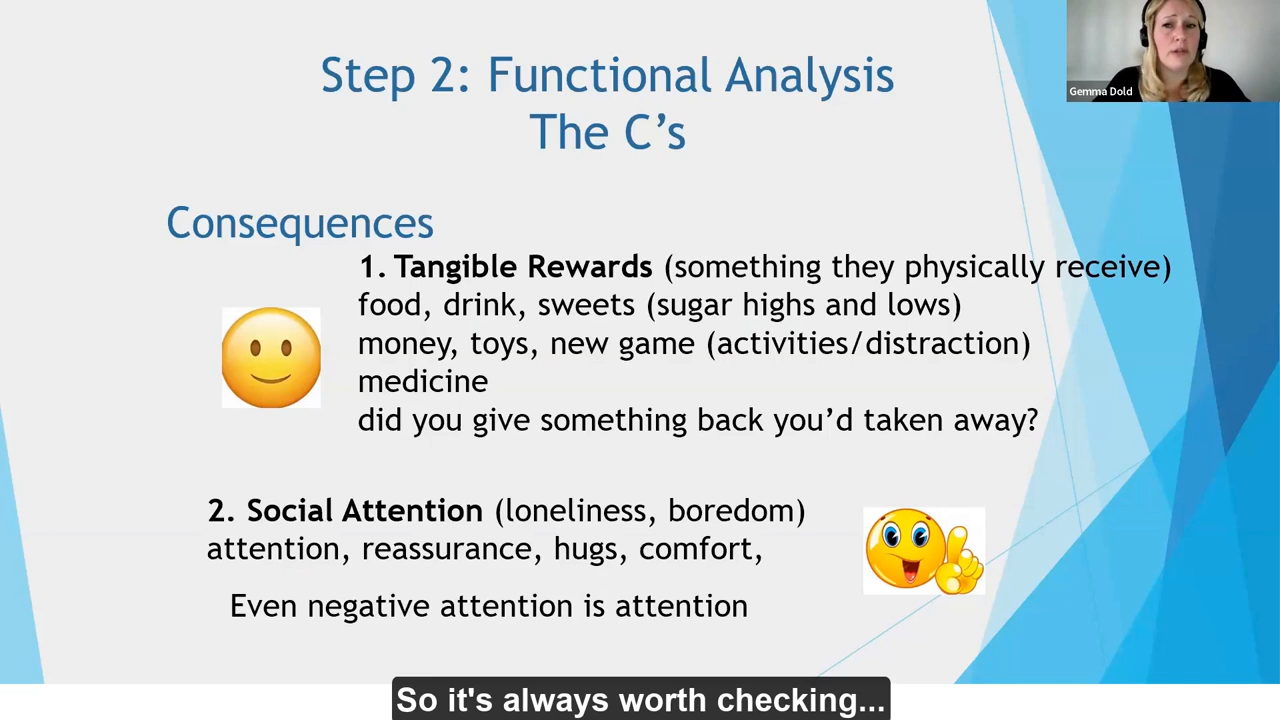 Step 2: Functional Analysis
The C’s
Gemma Dold
Consequences
1. Tangible Rewards (something they physically receive)
food, drink, sweets (sugar highs and lows)
money, toys, new game (activities/distraction)
medicine
did you give something back you’d taken away?
2. Social Attention (loneliness, boredom)
attention, reassurance, hugs, comfort,
Even negative attention is attention
So it's always worth checking...